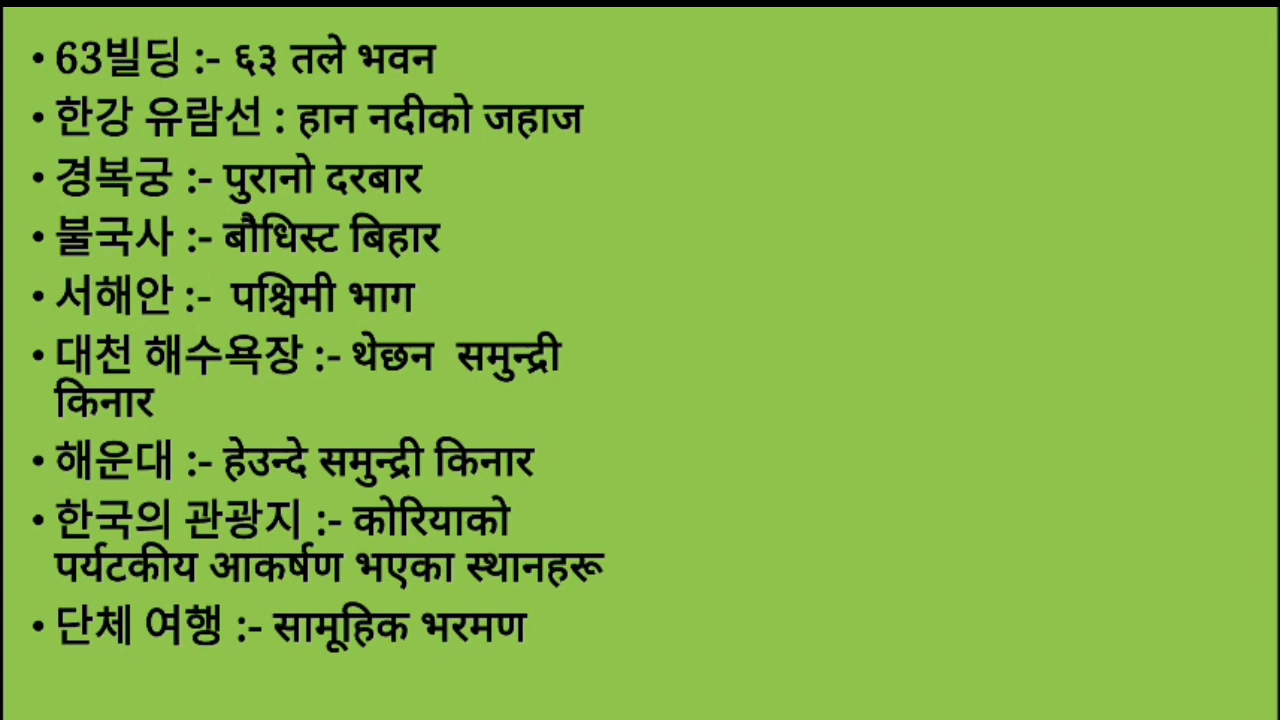 • 63빌딩 :- ६३ तले भवन
• 한강 유람선 : हान नदीको जहाज
• 경복궁 :- पुरानो दरबार
• 불국사 :- बौधिस्ट बिहार
• 서해안 :- पश्चिमी भाग
• 대천 해수욕장 :- थेछन समुन्द्री
किनार
• 해운대 :- हेउन्दे समुन्द्री किनार
• 한국의 관광지 :- कोरियाको
पर्यटकीय आकर्षण भएका स्थानहरू
• 단체 여행 :- सामूहिक भरमण